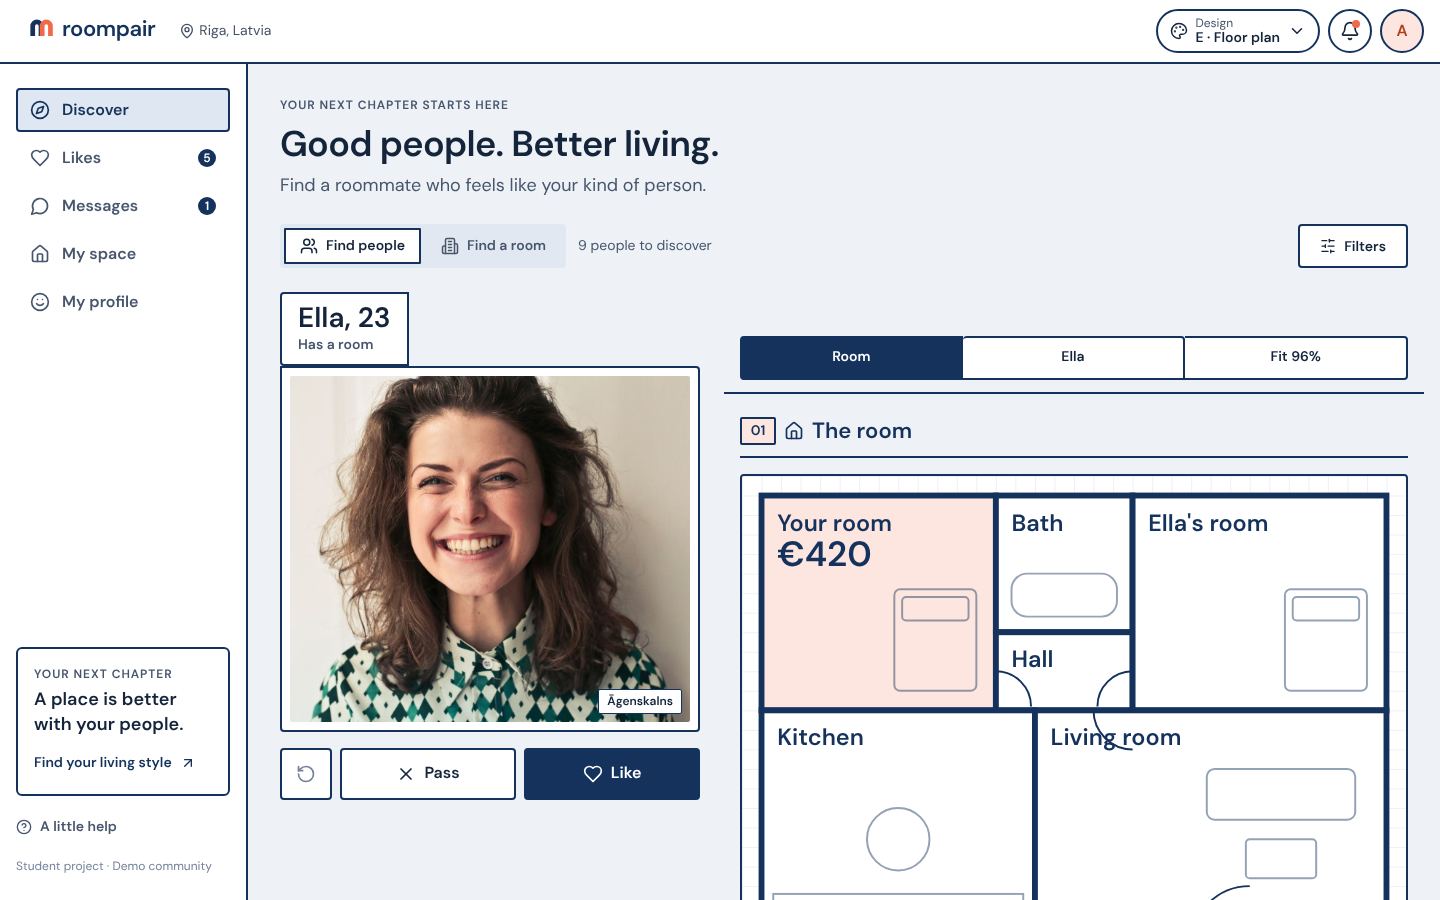 roompair
Riga, Latvia
Design
E · Floor plan
A
Discover
Likes
5
Messages
1
My space
My profile
YOUR NEXT CHAPTER
A place is better
with your people.
Find your living style
A little help
Student project · Demo community
YOUR NEXT CHAPTER STARTS HERE
Good people. Better living.
Find a roommate who feels like your kind of person.
Find people
Find a room
9 people to discover
Filters
Ella, 23
Has a room
Āgenskalns
Pass
Like
Room
Ella
Fit 96%
01
The room
Your room
€420
Bath
Ella's room
Hall
Kitchen
Living room